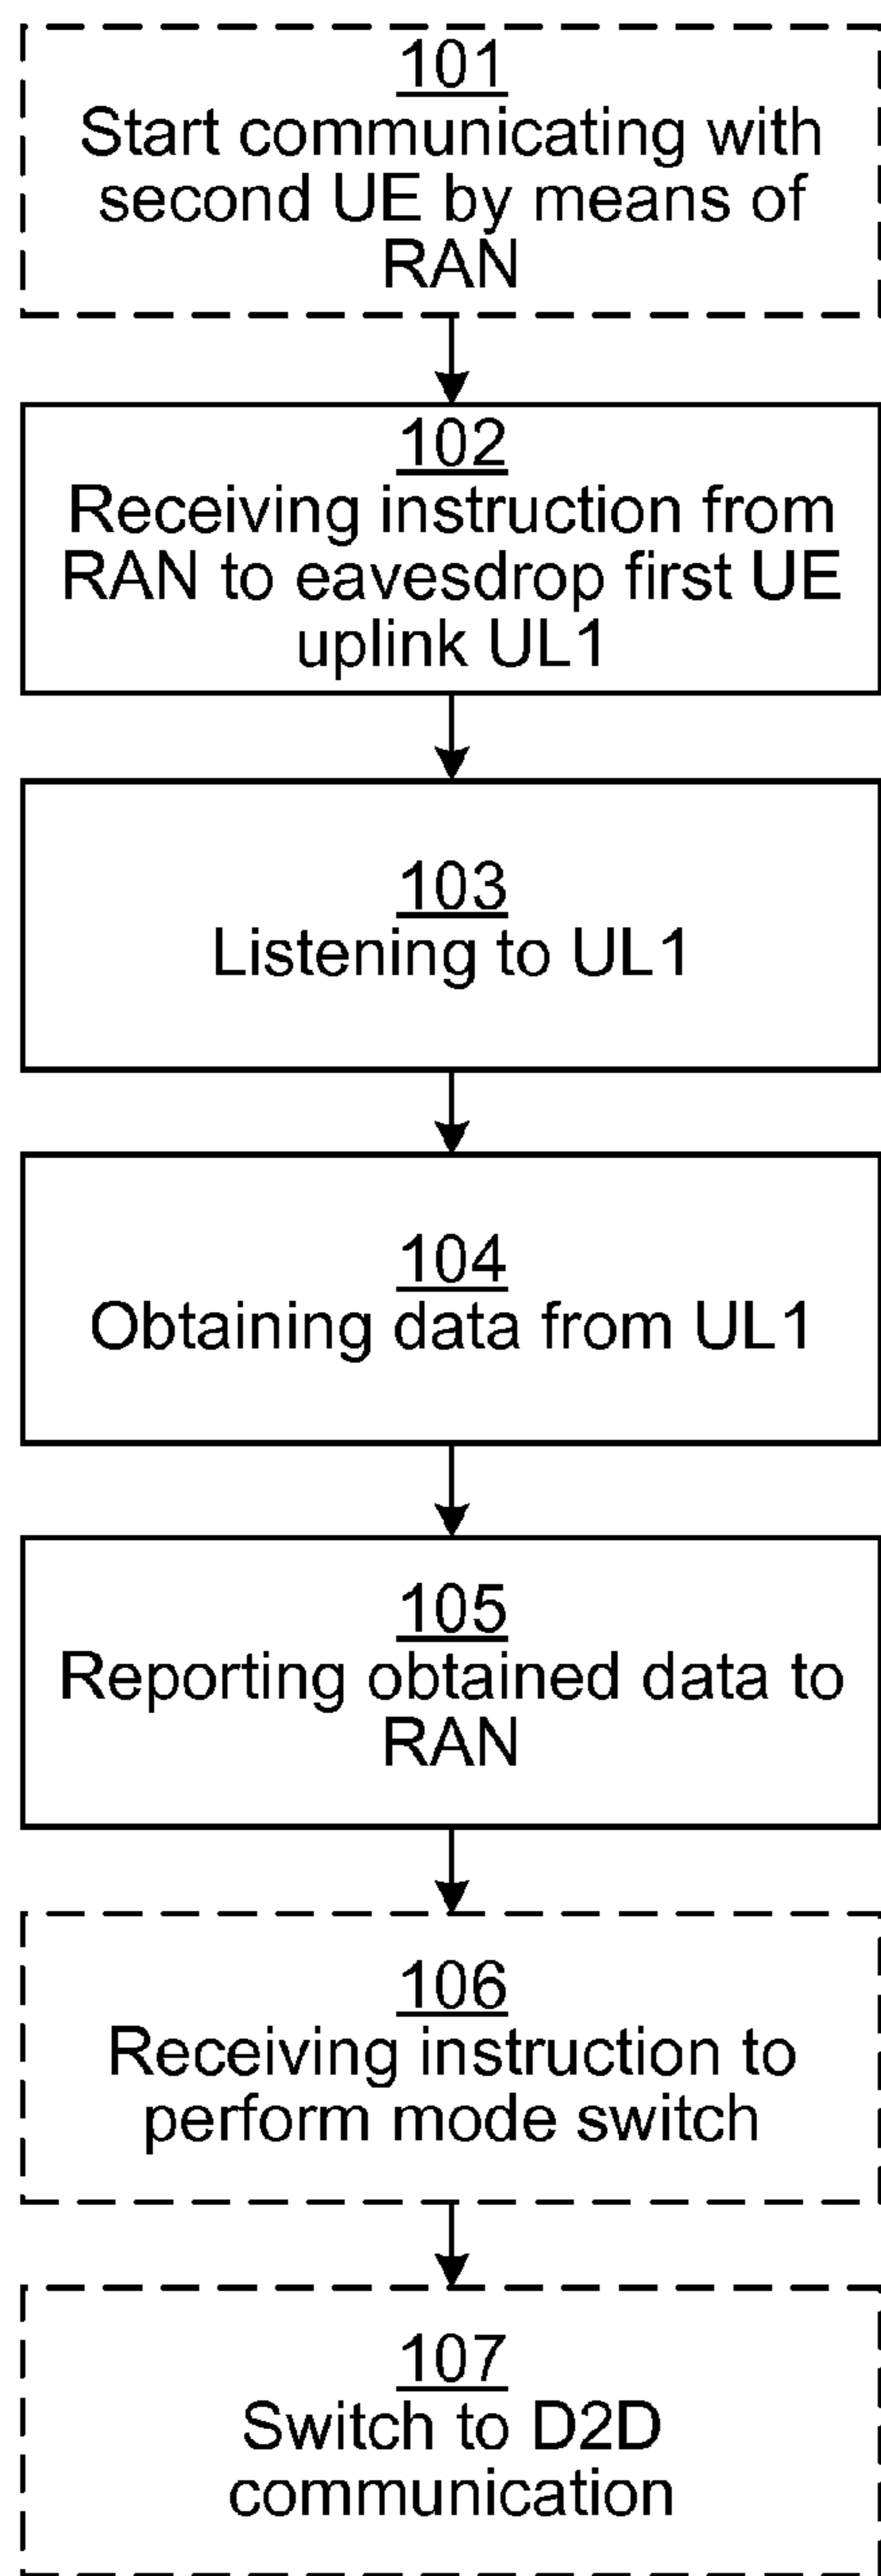 101
Start communicating with
second UE by means of
RAN
102
Receiving instruction from
RAN to eavesdrop first UE
uplink UL1
103
Listening to UL1
104
Obtaining data from UL1
105
Reporting obtained data to
RAN
106
Receiving instruction to
perform mode switch
107
Switch to D2D
communication